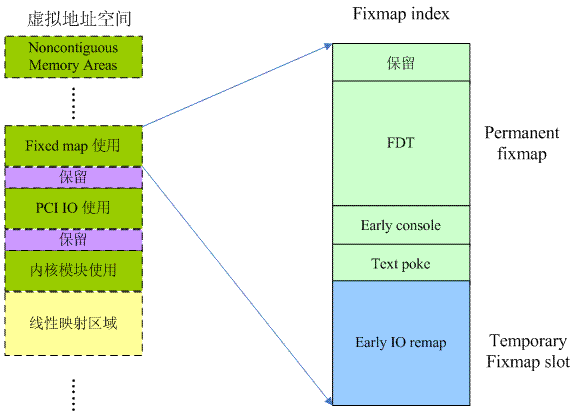 虚拟地址空间
Noncontiguous
Memory Areas
Fixed map 使用
保留
PCI IO 使用
保留
内核模块使用
线性映射区域
Fixmap index
保留
FDT
Early console
Text poke
Early IO remap
Permanent
fixmap
Temporary
Fixmap slot